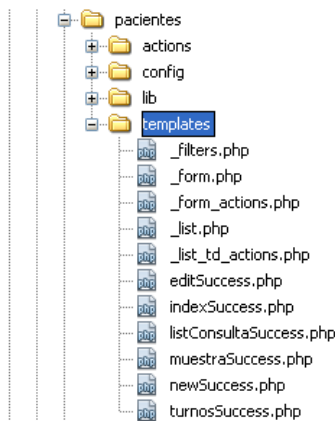 pacientes
actions
config
lib
templates
_filters.php
_form.php
_form_actions.php
_list.php
_list_td_actions.php
editSuccess.php
indexSuccess.php
listConsultaSuccess.php
muestraSuccess.php
newSuccess.php
turnosSuccess.php